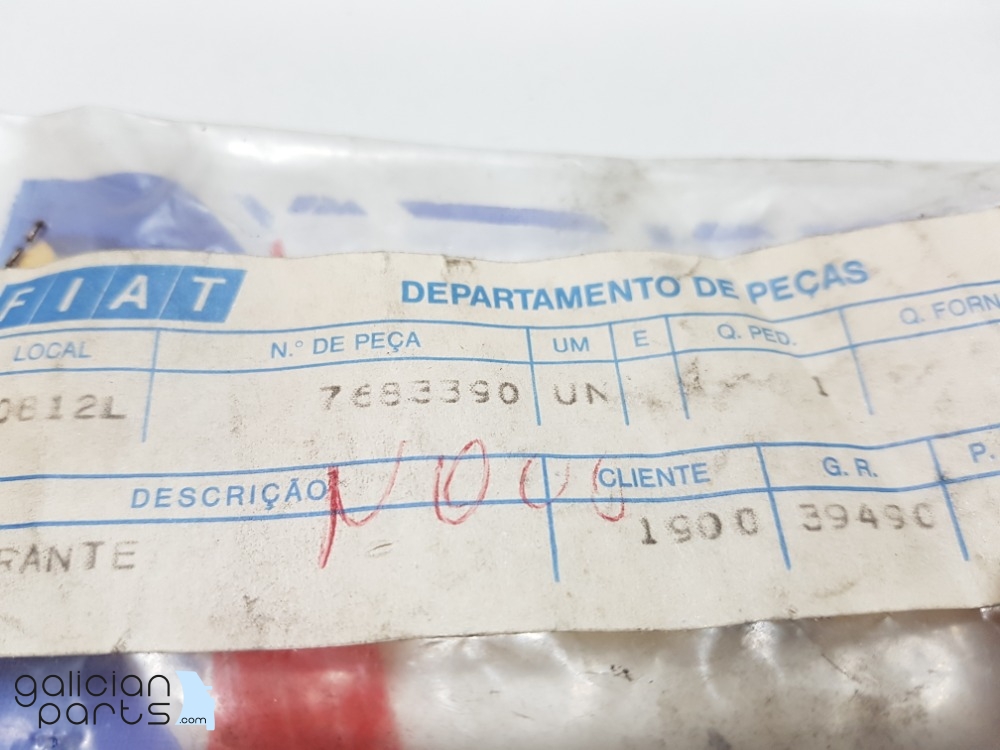 FIAT DEPARTAMENTO DE PEÇAS
LOCAL N.º DE PEÇA UM E Q. PED. Q. FORN
0612L 7683390 UN 1
DESCRIÇÃO NOVO CLIENTE G. R. P.
RANTE 1900 39490
galician
parts.com